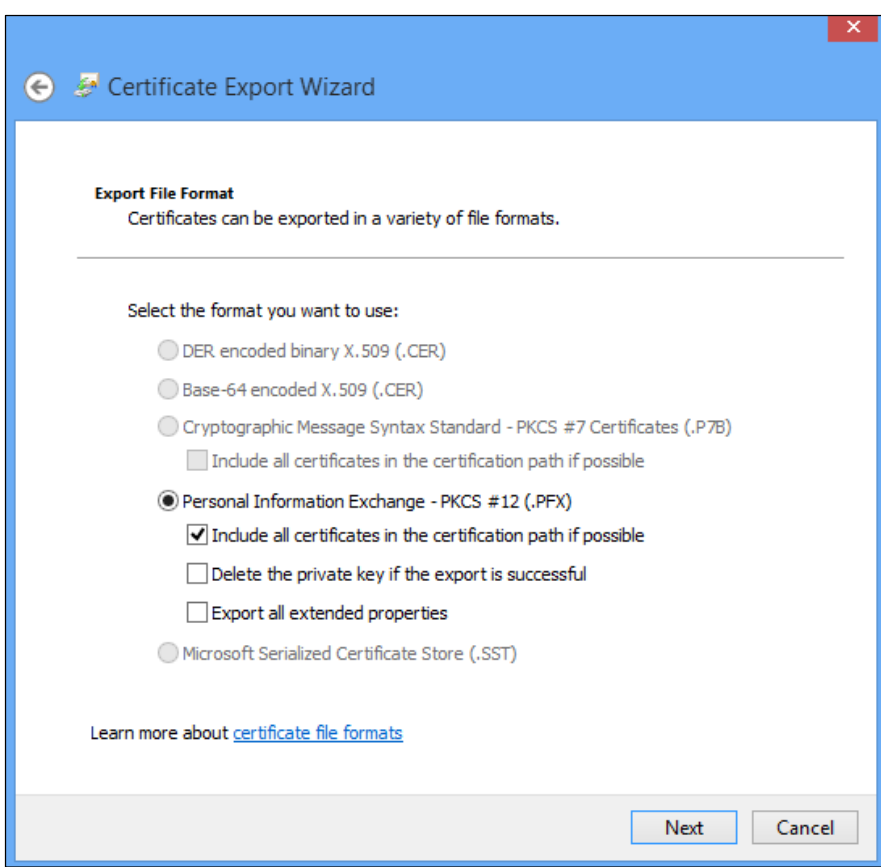 Certificate Export Wizard
Export File Format
Certificates can be exported in a variety of file formats.
Select the format you want to use:
DER encoded binary X.509 (.CER)
Base-64 encoded X.509 (.CER)
Cryptographic Message Syntax Standard - PKCS #7 Certificates (.P7B)
Include all certificates in the certification path if possible
Personal Information Exchange - PKCS #12 (.PFX)
Include all certificates in the certification path if possible
Delete the private key if the export is successful
Export all extended properties
Microsoft Serialized Certificate Store (.SST)
Learn more about certificate file formats
Next Cancel